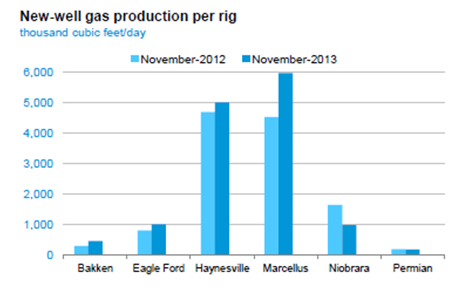 New-well gas production per rig
thousand cubic feet/day
November-2012 November-2013
6,000
5,000
4,000
3,000
2,000
1,000
0
Bakken Eagle Ford Haynesville Marcellus Niobrara Permian